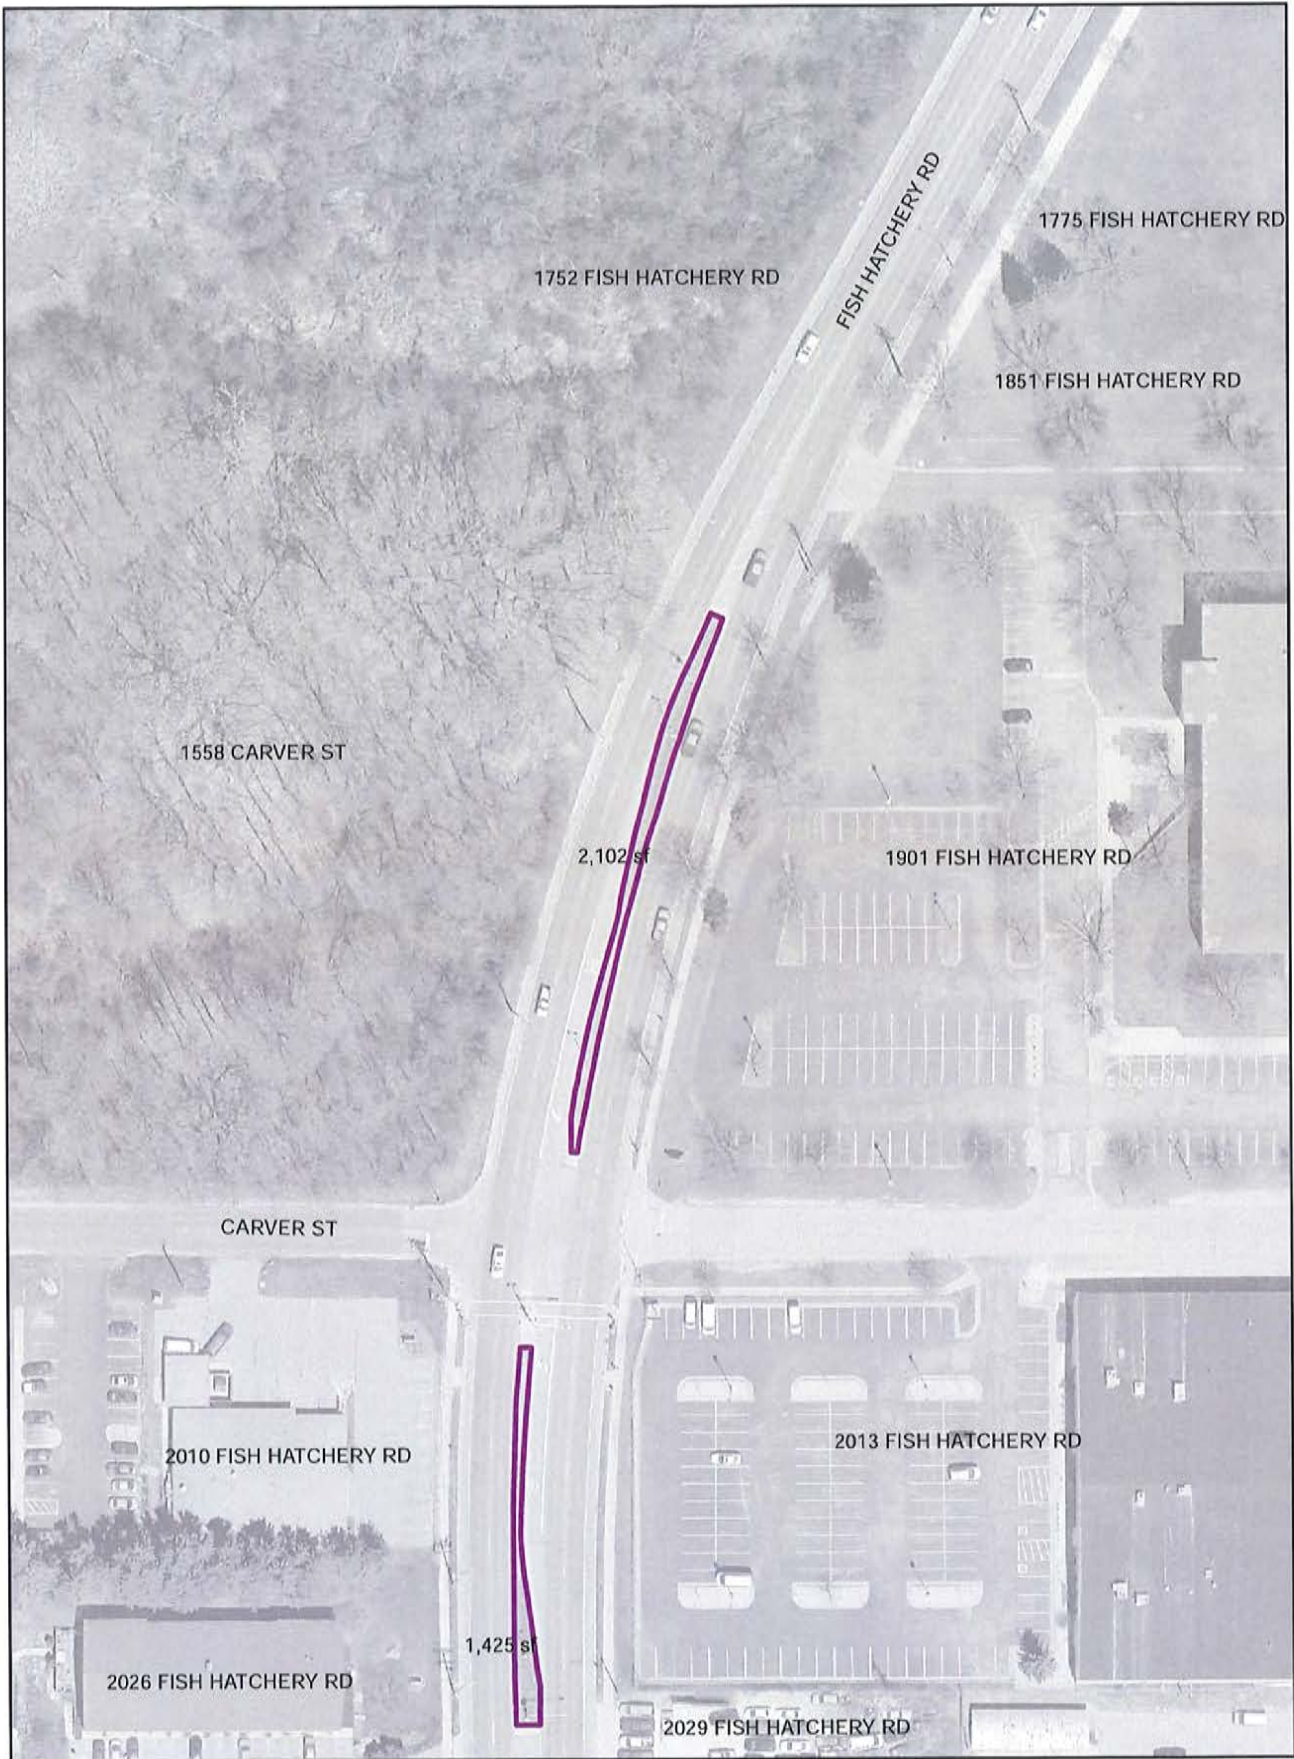 FISH HATCHERY RD
1775 FISH HATCHERY RD
1752 FISH HATCHERY RD
1851 FISH HATCHERY RD
1558 CARVER ST
2,102 sf
1901 FISH HATCHERY RD
CARVER ST
2013 FISH HATCHERY RD
2010 FISH HATCHERY RD
1,425 sf
2026 FISH HATCHERY RD
2029 FISH HATCHERY RD